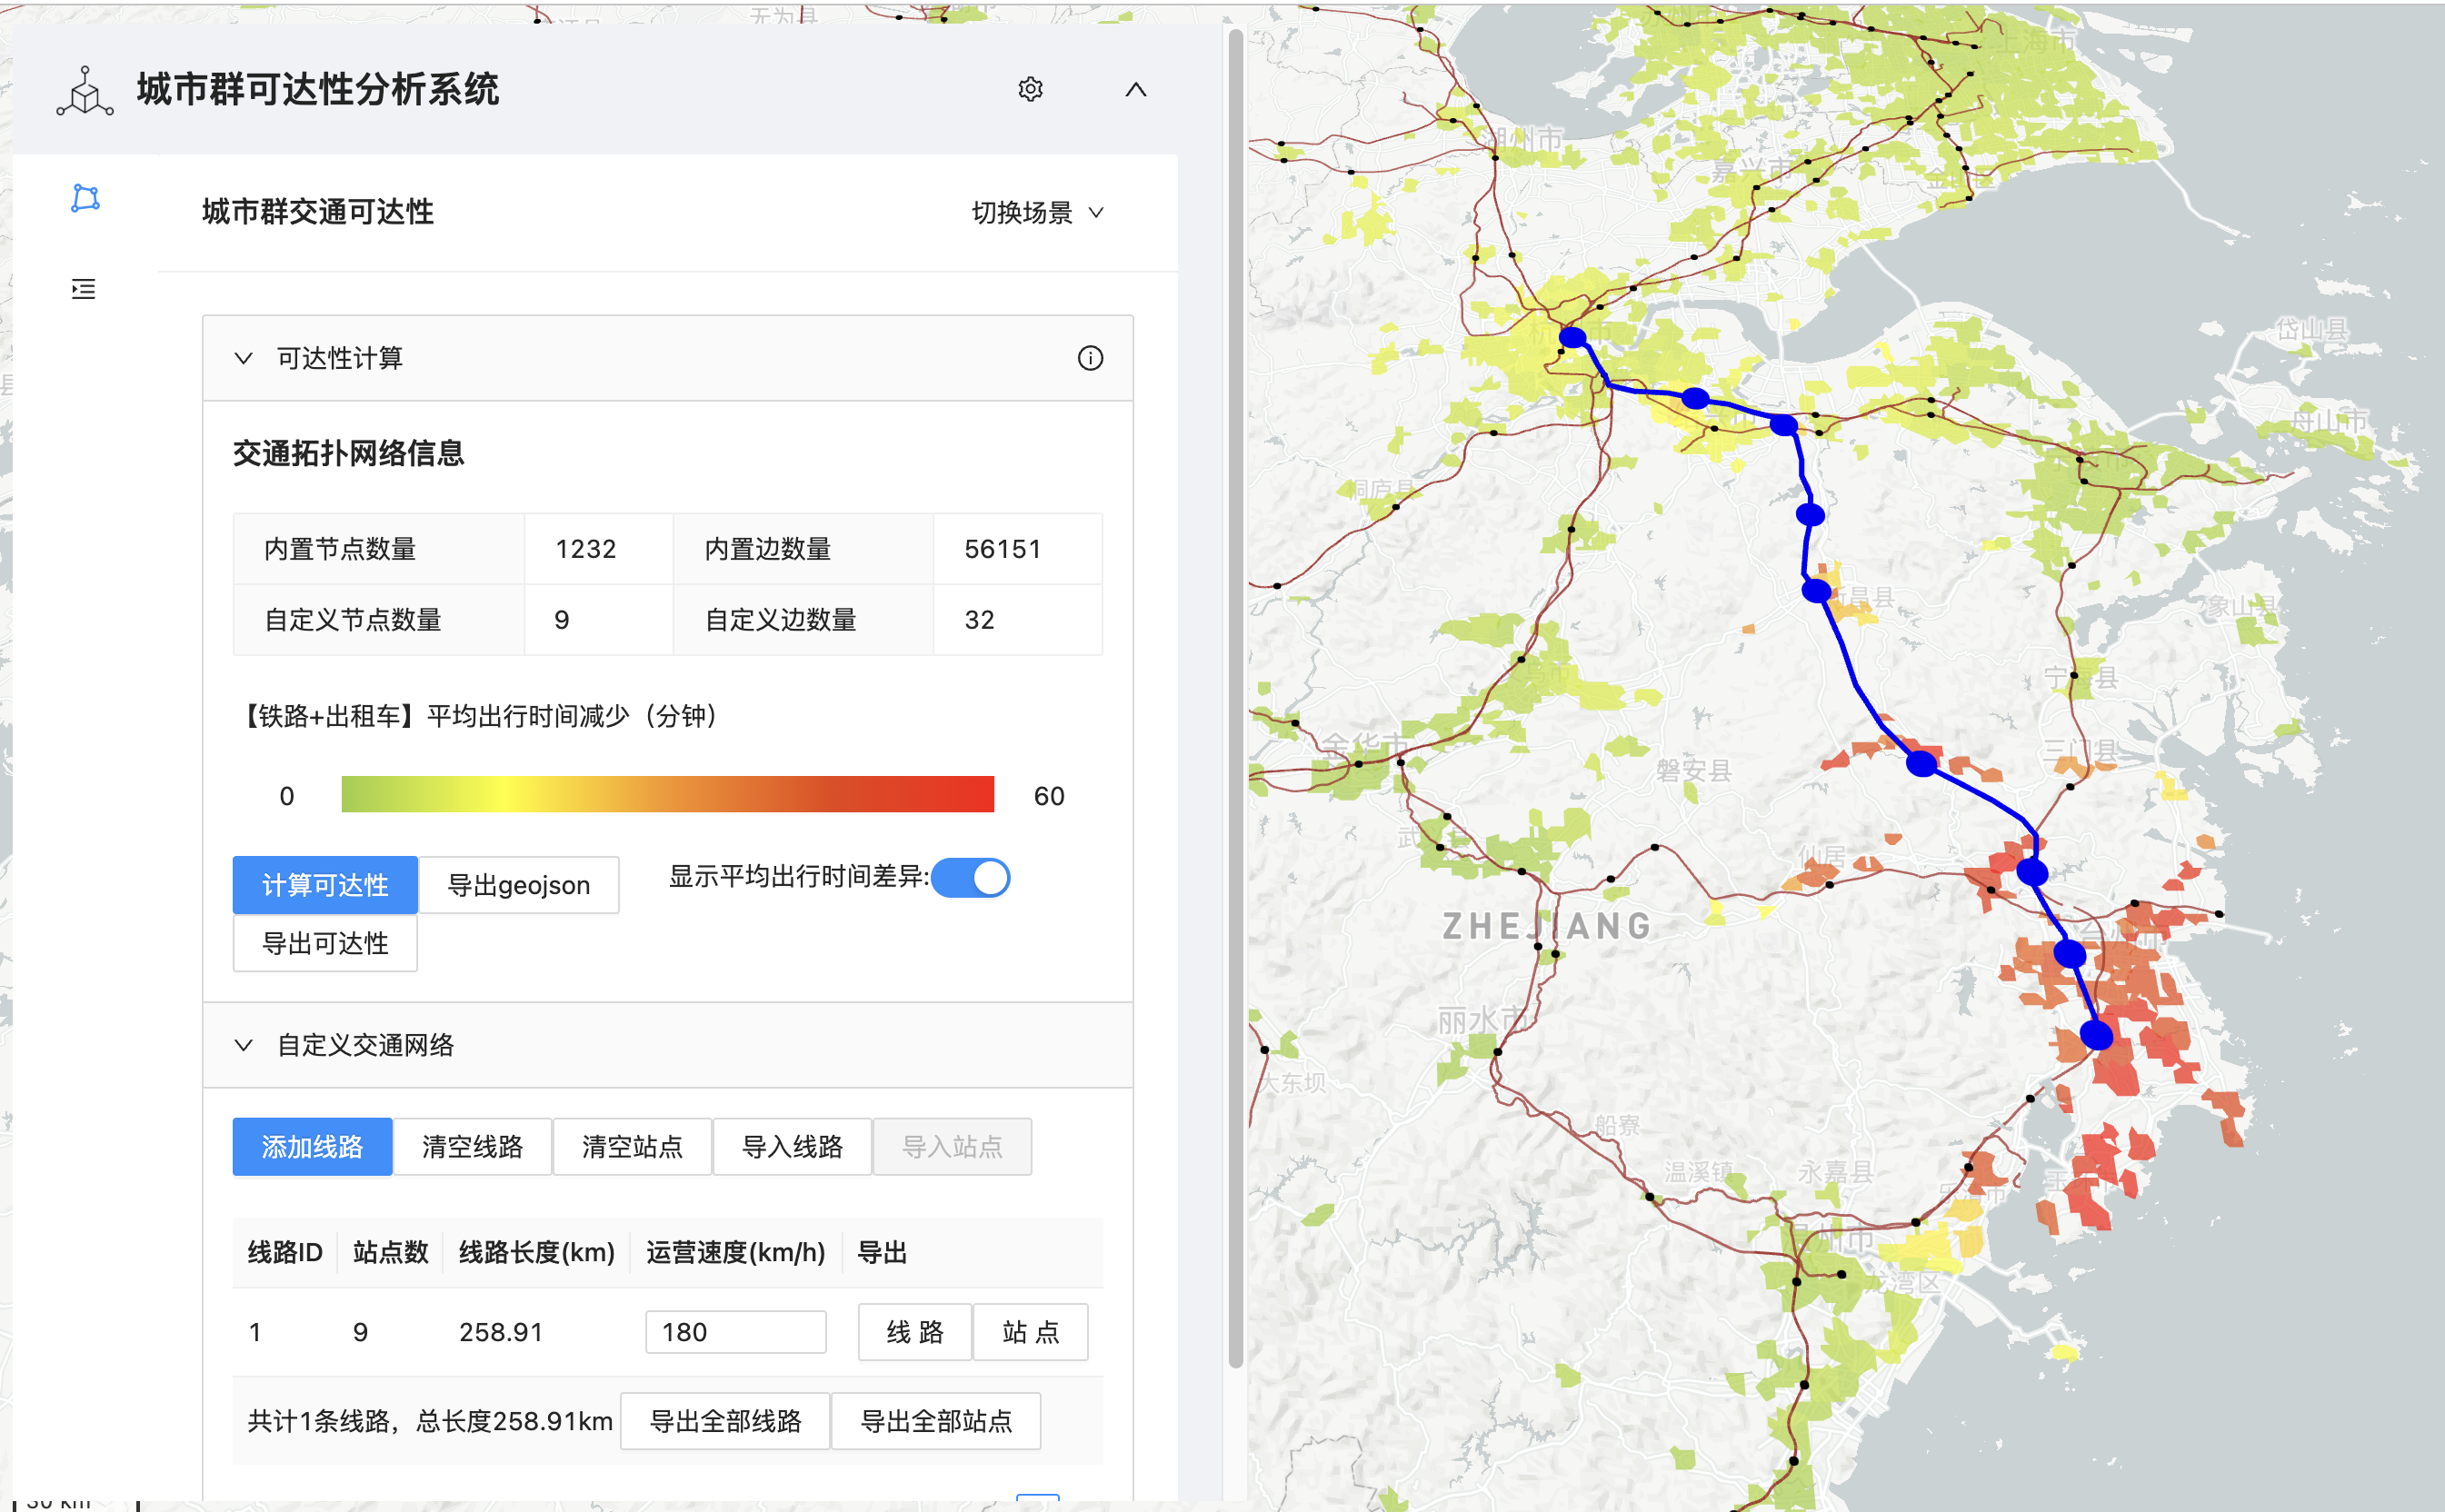 城市群可达性分析系统
城市群交通可达性
切换场景
可达性计算
交通拓扑网络信息
内置节点数量 1232 内置边数量 56151
自定义节点数量 9 自定义边数量 32
【铁路+出租车】平均出行时间减少（分钟）
0 60
计算可达性 导出geojson 显示平均出行时间差异:
导出可达性
自定义交通网络
添加线路 清空线路 清空站点 导入线路 导入站点
线路ID 站点数 线路长度(km) 运营速度(km/h) 导出
1 9 258.91 180 线 路 站 点
共计1条线路，总长度258.91km 导出全部线路 导出全部站点
30 km
无为县
上海市
湖州市
嘉兴市
金山区
岱山县
舟山市
桐庐县
象山县
宁海县
三门县
金华市
磐安县
仙居
ZHEJIANG
丽水市
大东坝
船寮
温溪镇
永嘉县
龙湾区